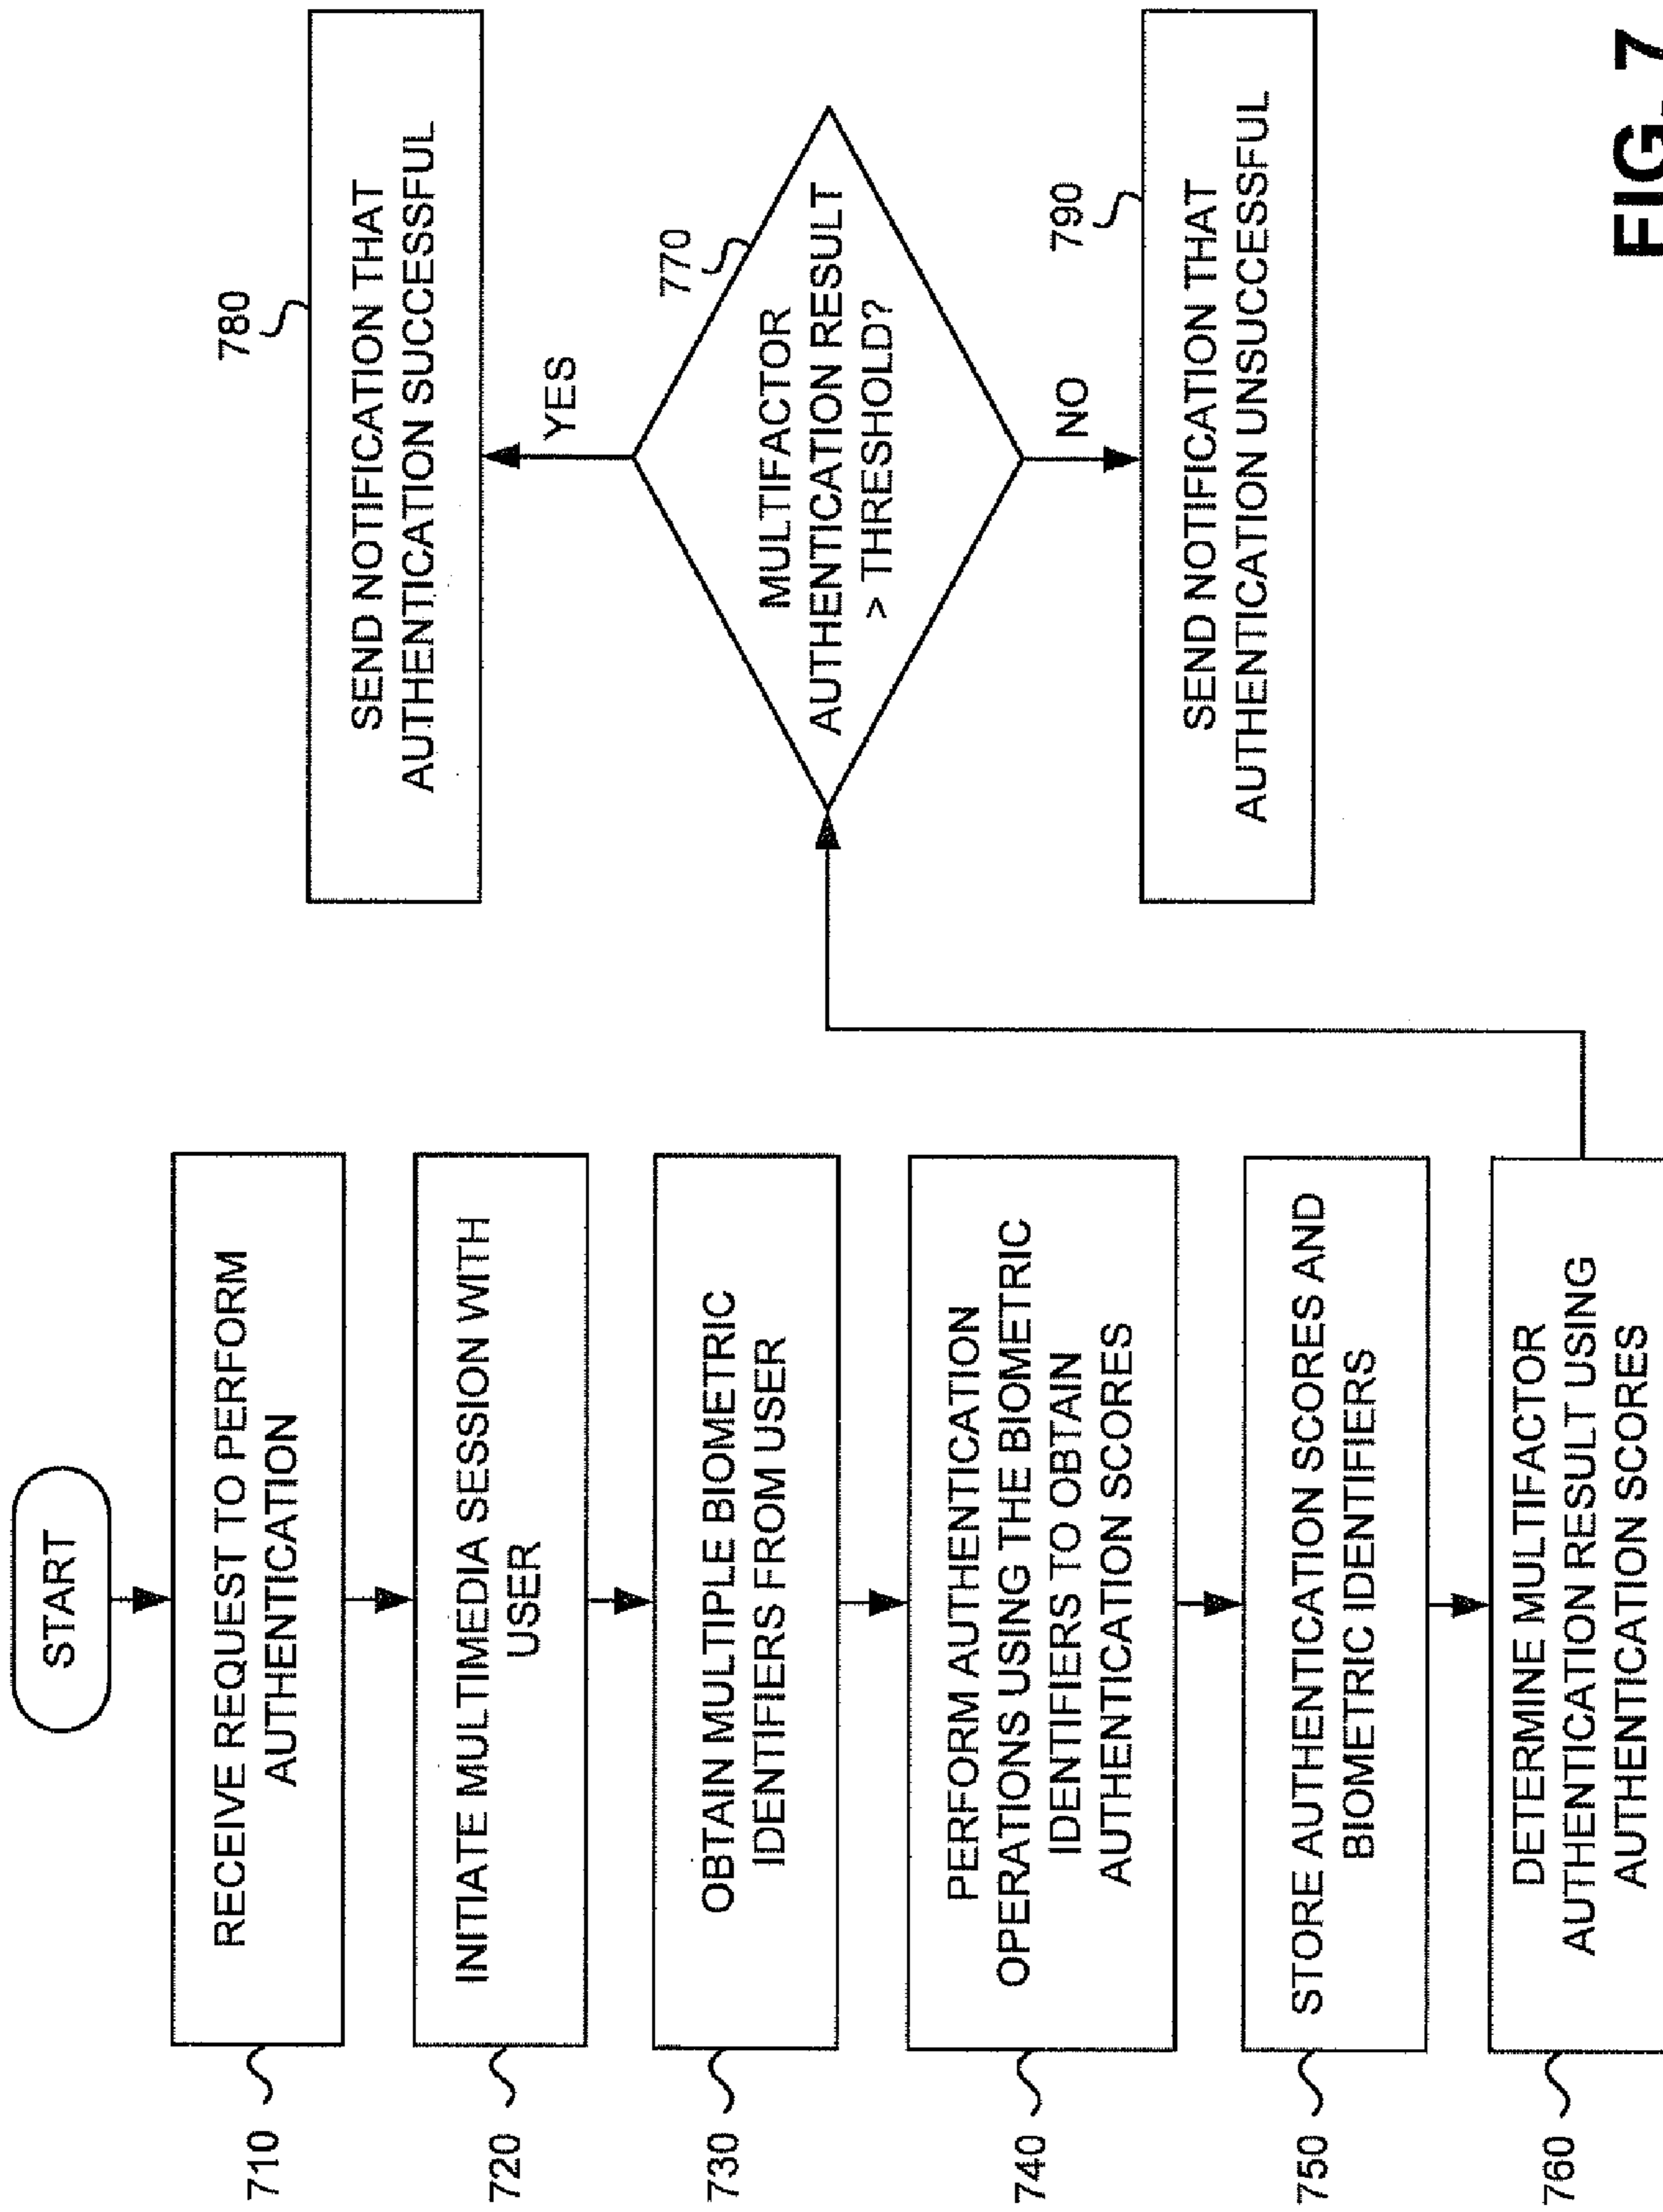 START
710
RECEIVE REQUEST TO PERFORM
AUTHENTICATION
720
INITIATE MULTIMEDIA SESSION WITH
USER
730
OBTAIN MULTIPLE BIOMETRIC
IDENTIFIERS FROM USER
740
PERFORM AUTHENTICATION
OPERATIONS USING THE BIOMETRIC
IDENTIFIERS TO OBTAIN
AUTHENTICATION SCORES
750
STORE AUTHENTICATION SCORES AND
BIOMETRIC IDENTIFIERS
760
DETERMINE MULTIFACTOR
AUTHENTICATION RESULT USING
AUTHENTICATION SCORES
780
SEND NOTIFICATION THAT
AUTHENTICATION SUCCESSFUL
YES
770
MULTIFACTOR
AUTHENTICATION RESULT
> THRESHOLD?
NO
790
SEND NOTIFICATION THAT
AUTHENTICATION UNSUCCESSFUL
FIG. 7